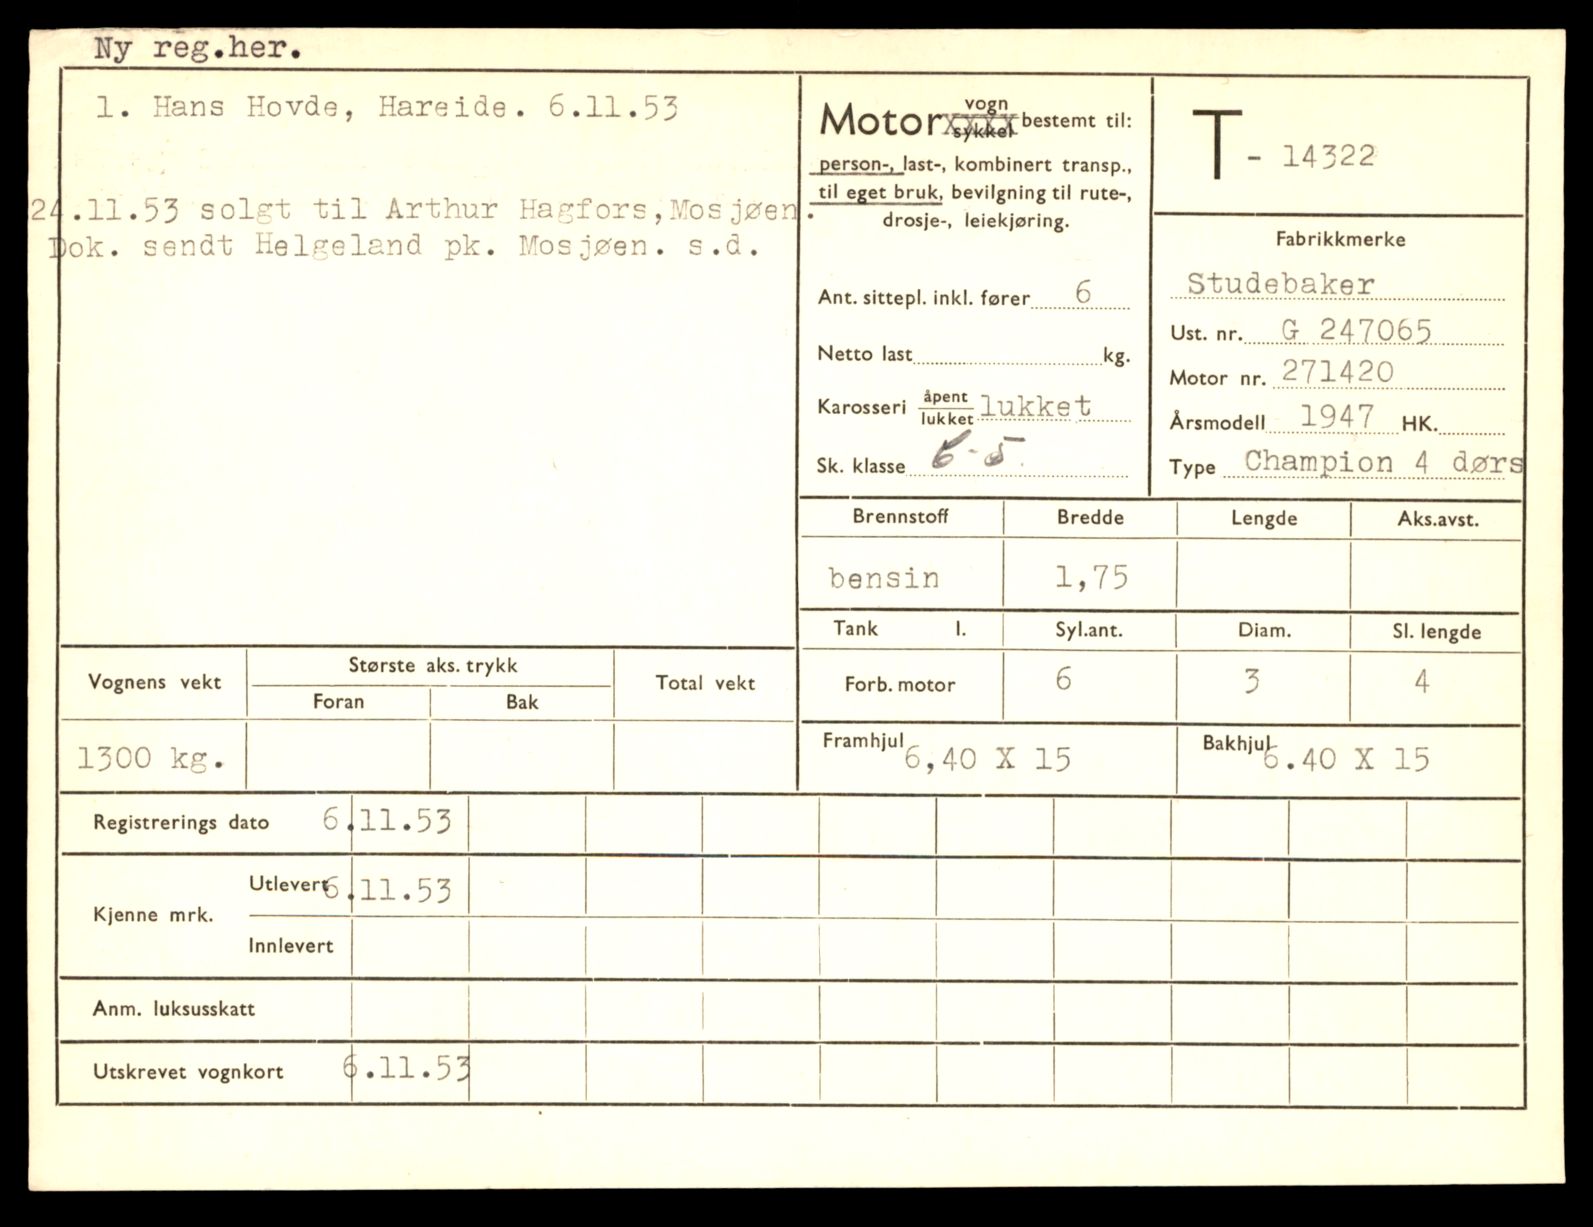 Ny reg.her.
1. Hans Hovde, Hareide. 6.11.53
24.11.53 solgt til Arthur Hagfors,Mosjøen.
Dok. sendt Helgeland pk. Mosjøen. s.d.
Motor vogn sykkel bestemt til:
person-, last-, kombinert transp.,
til eget bruk, bevilgning til rute-,
drosje-, leiekjøring.
Ant. sittepl. inkl. fører 6
Netto last kg.
Karosseri åpent lukket lukket
Sk. klasse 6-5.
T - 14322
Fabrikkmerke
Studebaker
Ust. nr. G 247065
Motor nr. 271420
Årsmodell 1947 HK.
Type Champion 4 dørs
Brennstoff Bredde Lengde Aks.avst.
bensin 1,75
Tank l. Syl.ant. Diam. Sl. lengde
Forb. motor 6 3 4
Framhjul 6,40 X 15 Bakhjul 6.40 X 15
Vognens vekt Største aks. trykk Total vekt
Foran Bak
1300 kg.
Registrerings dato 6.11.53
Kjenne mrk. Utlevert 6.11.53
Innlevert
Anm. luksusskatt
Utskrevet vognkort 6.11.53